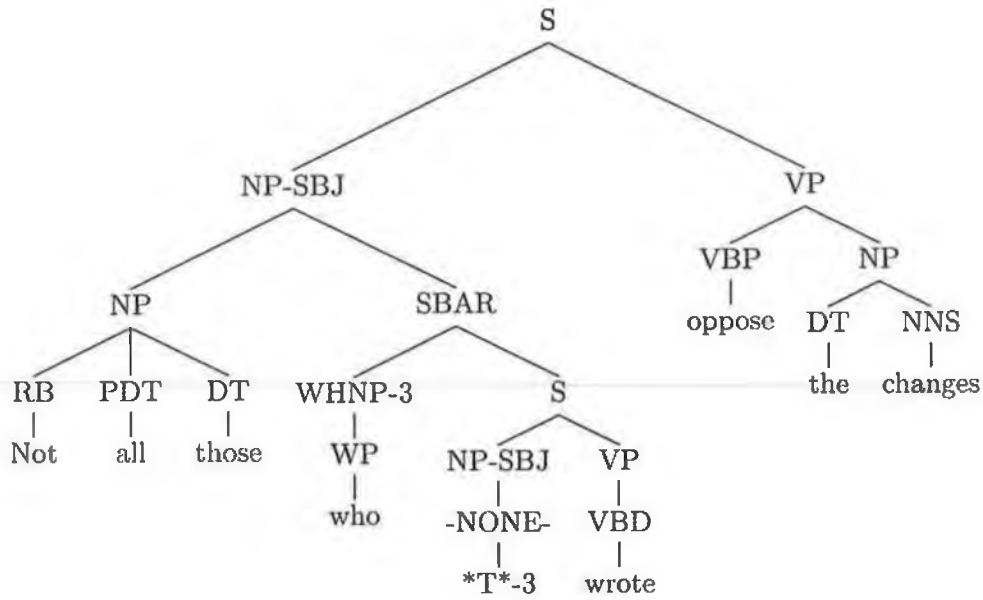 S
NP-SBJ VP
VBP NP
NP SBAR
oppose DT NNS
RB PDT DT WHNP-3 S the changes
Not all those WP NP-SBJ VP
who -NONE- VBD
*T*-3 wrote